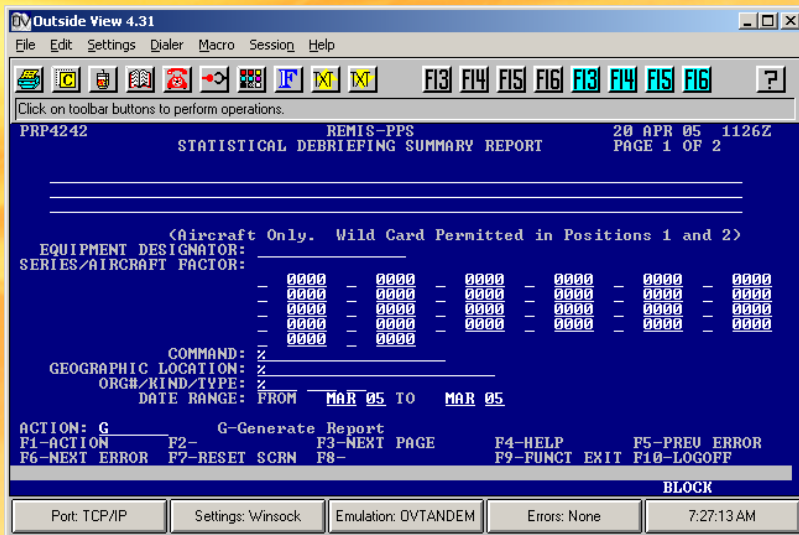 Outside View 4.31
File Edit Settings Dialer Macro Session Help
F13 F14 F15 F16 F13 F14 F15 F16 ?
Click on toolbar buttons to perform operations.
PRP4242 REMIS-PPS 20 APR 05 1126Z
STATISTICAL DEBRIEFING SUMMARY REPORT PAGE 1 OF 2
(Aircraft Only. Wild Card Permitted in Positions 1 and 2)
EQUIPMENT DESIGNATOR:
SERIES/AIRCRAFT FACTOR:
_ 0000 _ 0000 _ 0000 _ 0000 _ 0000 _ 0000
_ 0000 _ 0000 _ 0000 _ 0000 _ 0000 _ 0000
_ 0000 _ 0000 _ 0000 _ 0000 _ 0000 _ 0000
_ 0000 _ 0000 _ 0000 _ 0000 _ 0000 _ 0000
_ 0000 _ 0000
COMMAND: %
GEOGRAPHIC LOCATION: %
ORG#/KIND/TYPE: %
DATE RANGE: FROM MAR 05 TO MAR 05
ACTION: G G-Generate Report
F1-ACTION F2- F3-NEXT PAGE F4-HELP F5-PREV ERROR
F6-NEXT ERROR F7-RESET SCRN F8- F9-FUNCT EXIT F10-LOGOFF
BLOCK
Port: TCP/IP Settings: Winsock Emulation: OVTANDEM Errors: None 7:27:13 AM